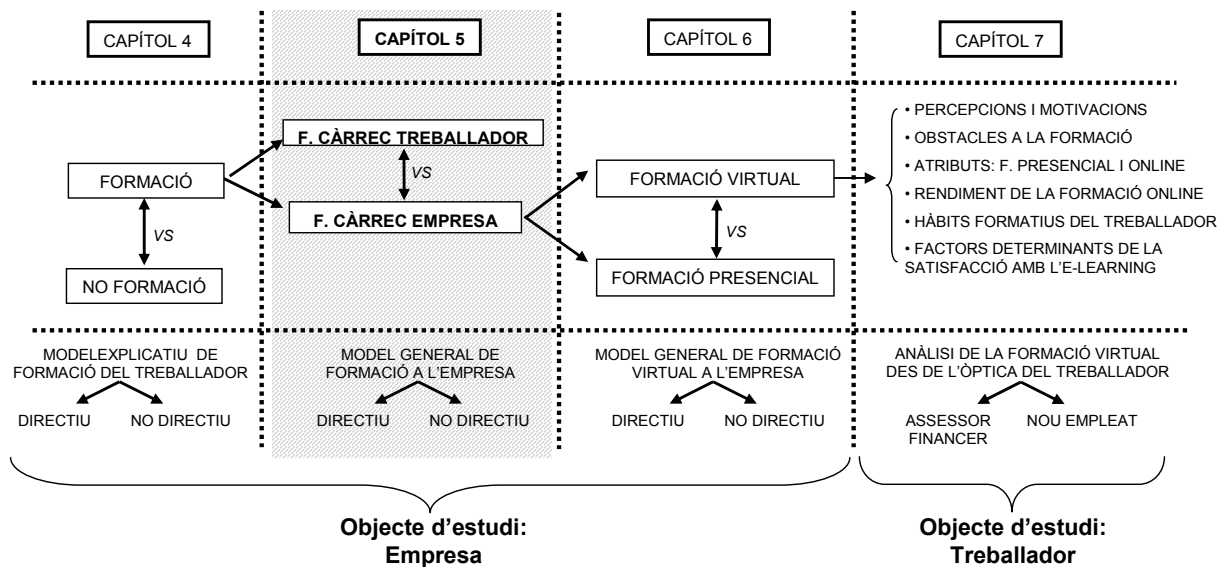 CAPÍTOL 4
CAPÍTOL 5
CAPÍTOL 6
CAPÍTOL 7
FORMACIÓ
VS
NO FORMACIÓ
F. CÀRREC TREBALLADOR
VS
F. CÀRREC EMPRESA
FORMACIÓ VIRTUAL
VS
FORMACIÓ PRESENCIAL
• PERCEPCIONS I MOTIVACIONS
• OBSTACLES A LA FORMACIÓ
• ATRIBUTS: F. PRESENCIAL I ONLINE
• RENDIMENT DE LA FORMACIÓ ONLINE
• HÀBITS FORMATIUS DEL TREBALLADOR
• FACTORS DETERMINANTS DE LA
SATISFACCIÓ AMB L'E-LEARNING
MODELEXPLICATIU DE
FORMACIÓ DEL TREBALLADOR
DIRECTIU
NO DIRECTIU
MODEL GENERAL DE
FORMACIÓ A L'EMPRESA
DIRECTIU
NO DIRECTIU
MODEL GENERAL DE FORMACIÓ
VIRTUAL A L'EMPRESA
DIRECTIU
NO DIRECTIU
ANÀLISI DE LA FORMACIÓ VIRTUAL
DES DE L'ÒPTICA DEL TREBALLADOR
ASSESSOR
FINANCER
NOU EMPLEAT
Objecte d'estudi:
Empresa
Objecte d'estudi:
Treballador